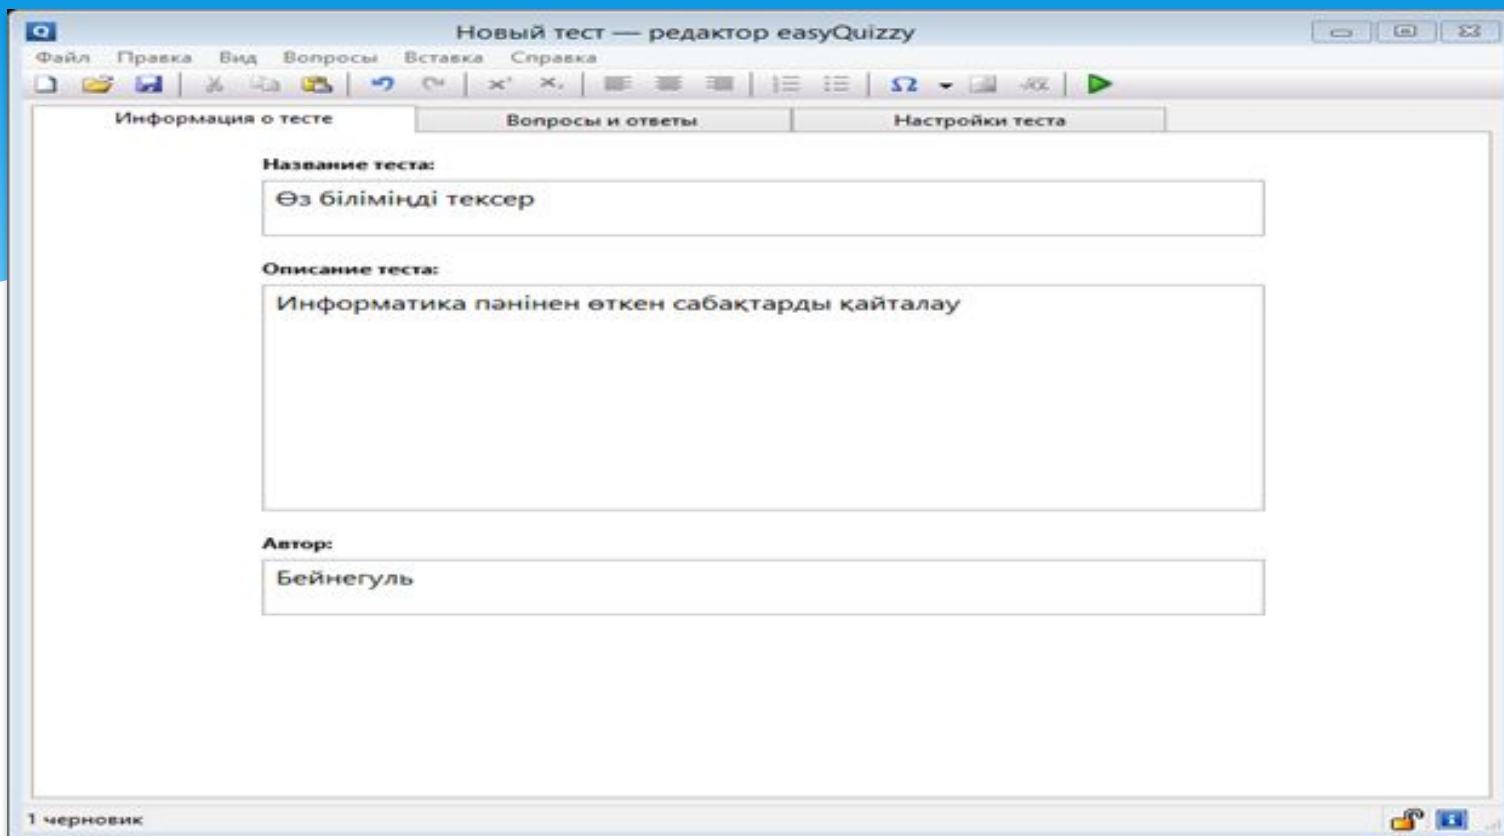 Новый тест — редактор easyQuizzy
Файл Правка Вид Вопросы Вставка Справка
Информация о тесте Вопросы и ответы Настройки теста
Название теста:
Өз біліміңді тексер
Описание теста:
Информатика пәнінен өткен сабақтарды қайталау
Автор:
Бейнегуль
1 черновик